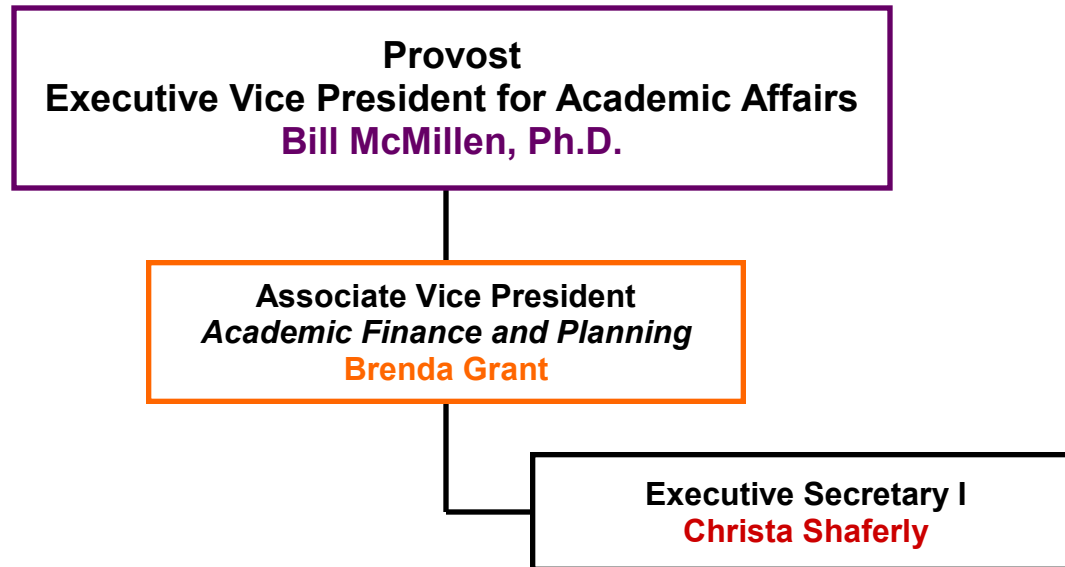 Provost
Executive Vice President for Academic Affairs
Bill McMillen, Ph.D.
Associate Vice President
Academic Finance and Planning
Brenda Grant
Executive Secretary I
Christa Shaferly